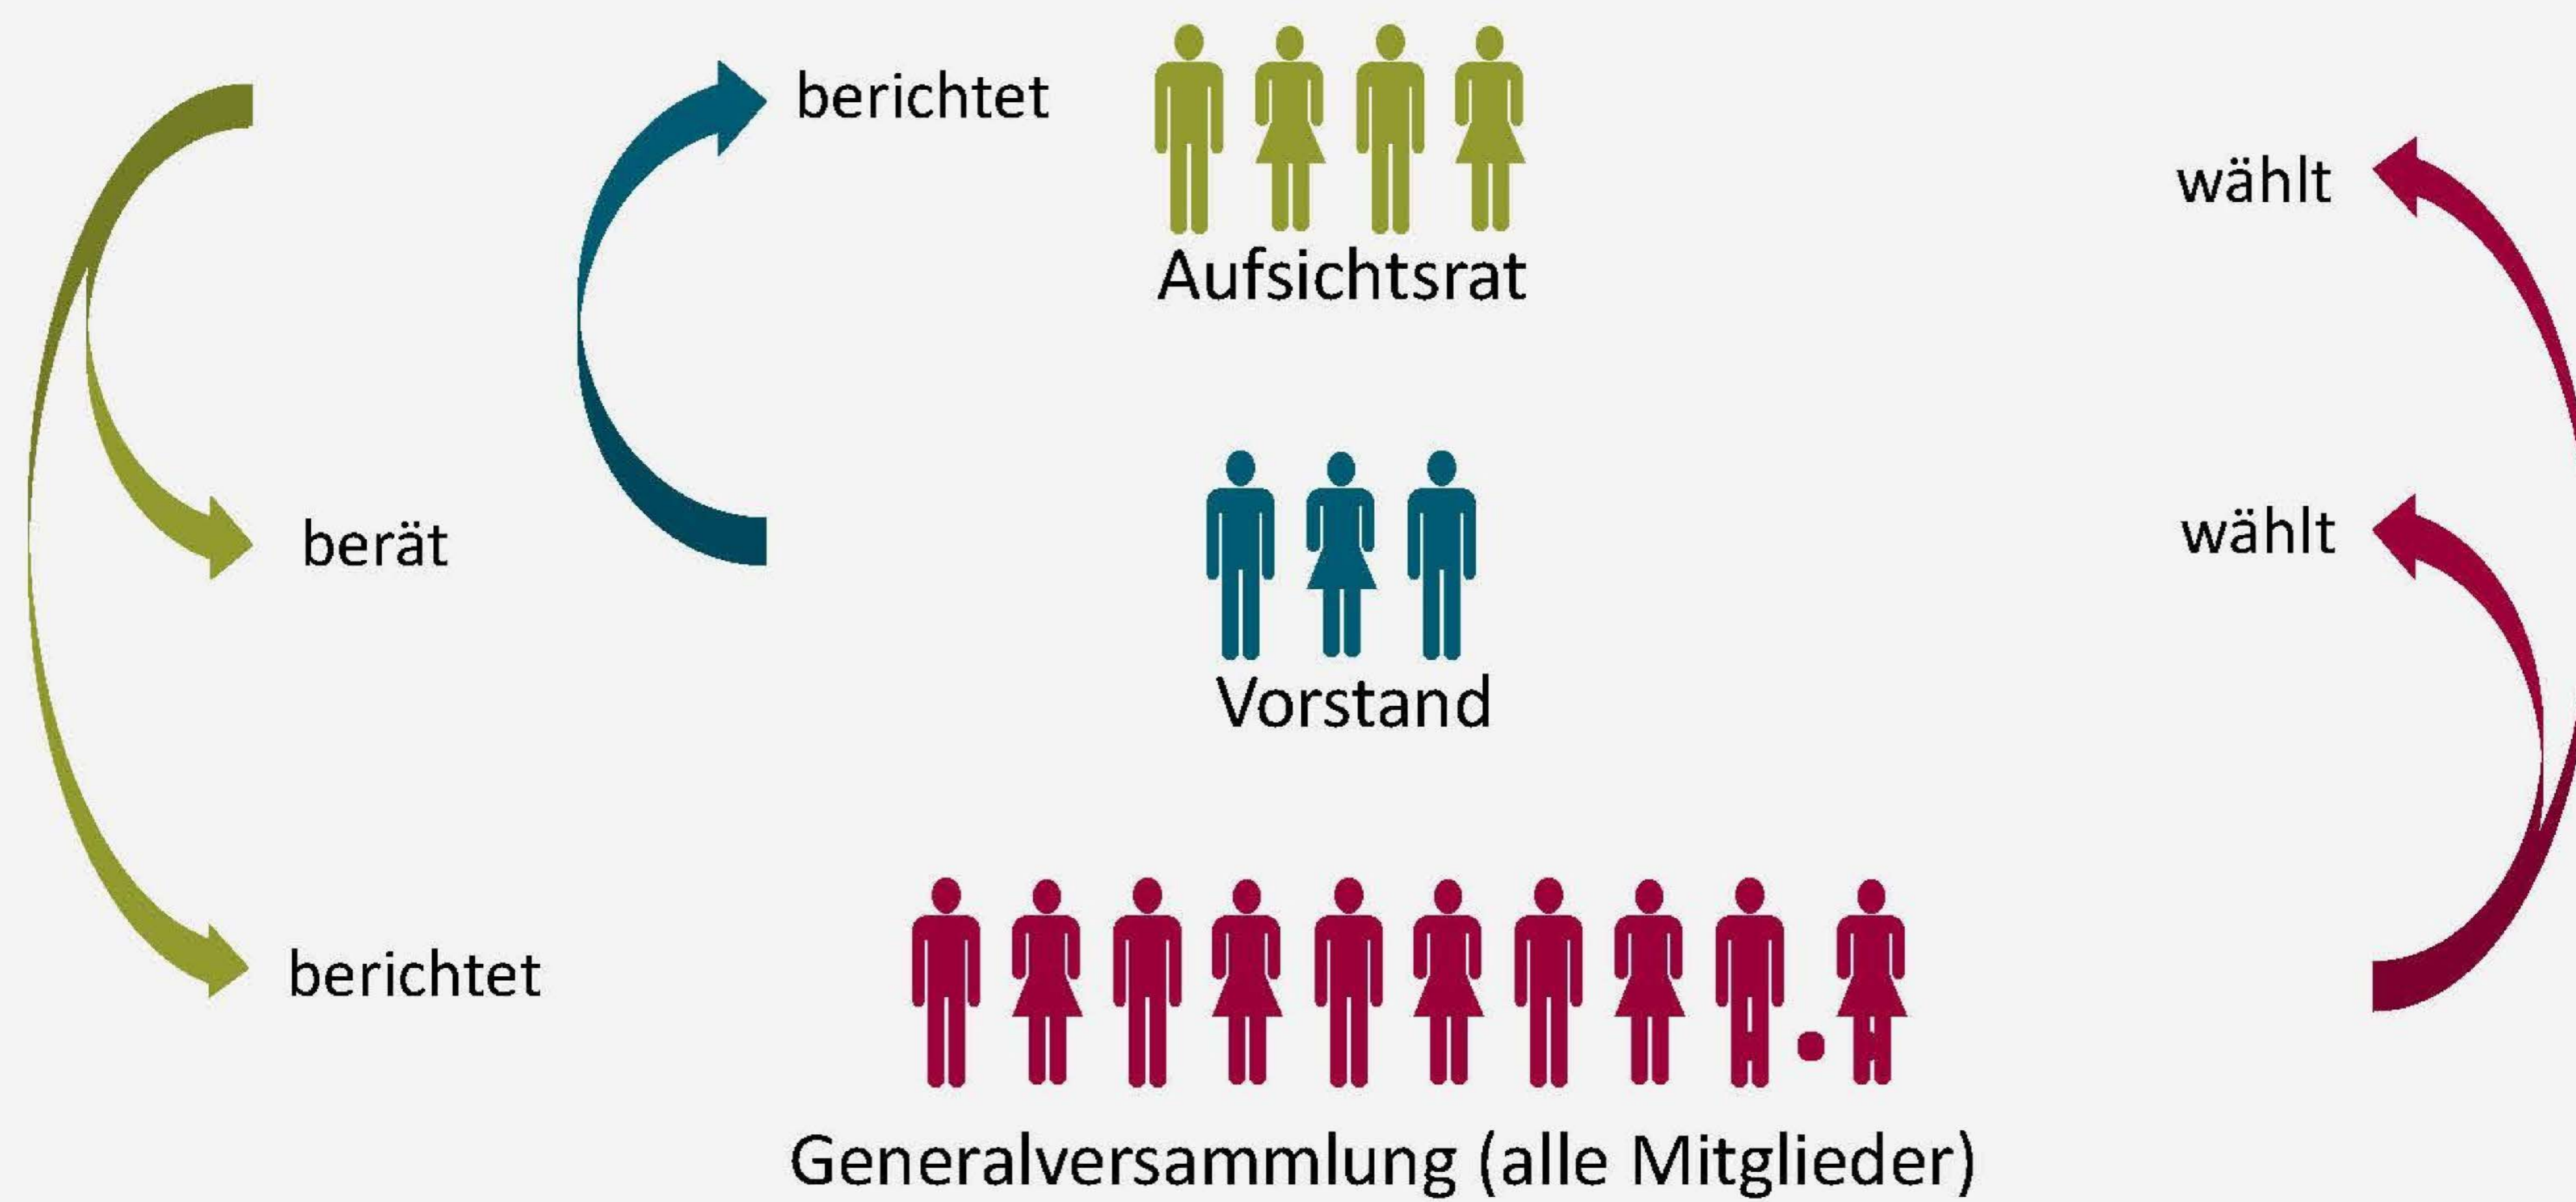 berichtet
wählt
Aufsichtsrat
berät
wählt
Vorstand
berichtet
Generalversammlung (alle Mitglieder)